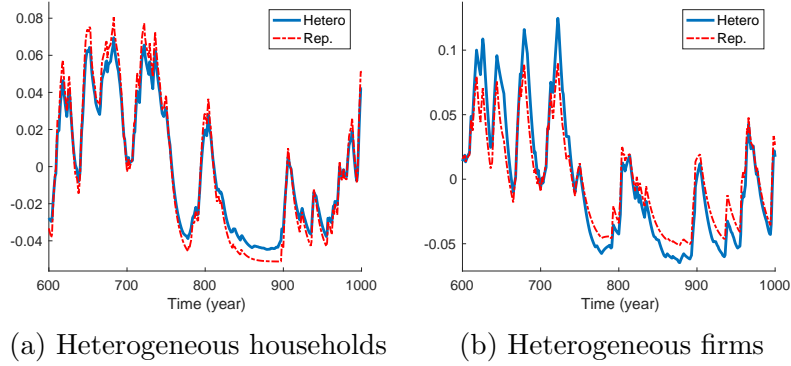 0.08
0.06
0.04
0.02
0
-0.02
-0.04
600 700 800 900 1000
Time (year)
Hetero
Rep.
(a) Heterogeneous households
0.1
0.05
0
-0.05
600 700 800 900 1000
Time (year)
Hetero
Rep.
(b) Heterogeneous firms